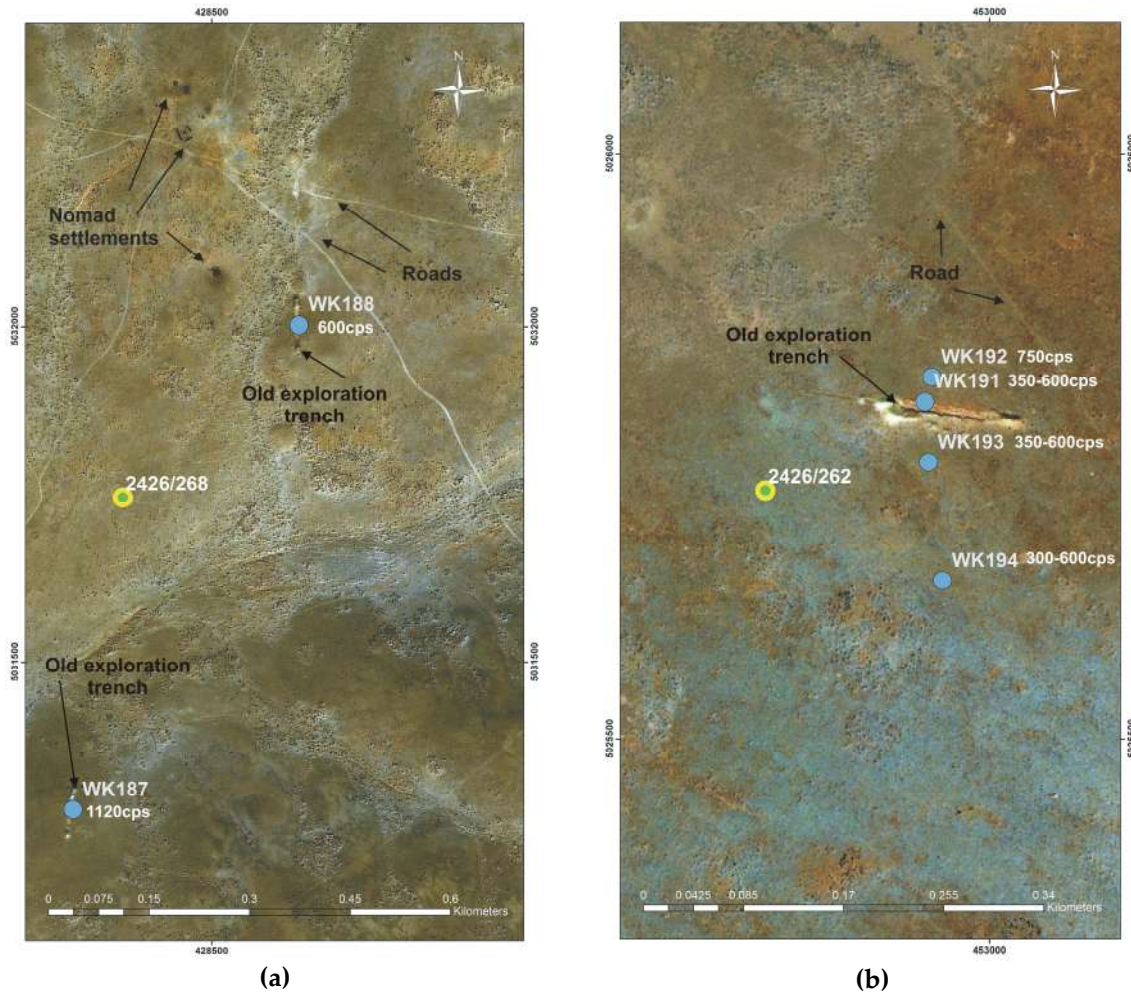 428500
N
Nomad
settlements
Roads
WK188
600cps
5032000
5032000
Old exploration
trench
2426/268
5031500
5031500
Old exploration
trench
WK187
1120cps
0 0.075 0.15 0.3 0.45 0.6
Kilometers
428500
(a)
453000
N
5026000
5026000
Road
Old exploration
trench
WK192 750cps
WK191 350-600cps
WK193 350-600cps
2426/262
WK194 300-600cps
5025500
5025500
0 0.0425 0.085 0.17 0.255 0.34
Kilometers
453000
(b)